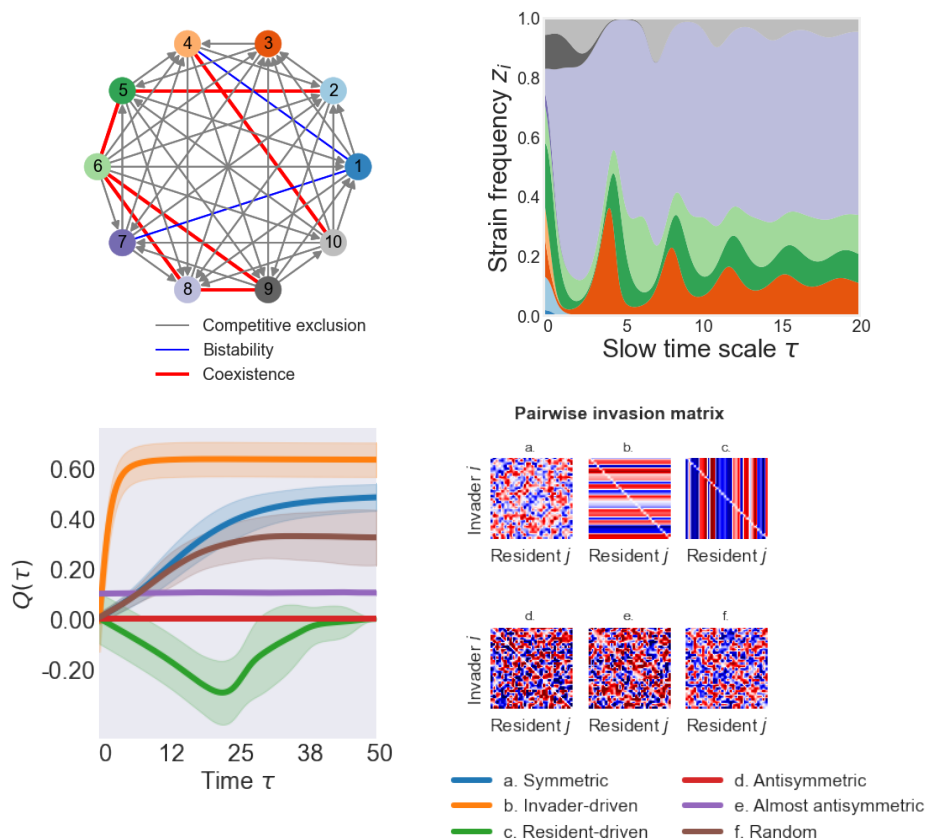 4
3
5
2
6
1
7
10
8
9
Competitive exclusion
Bistability
Coexistence
Strain frequency z_i
1.0
0.8
0.6
0.4
0.2
0.0
0
5
10
15
20
Slow time scale τ
Q(τ)
0.60
0.40
0.20
0.00
-0.20
0
12
25
38
50
Time τ
Pairwise invasion matrix
a.
b.
c.
Invader i
Resident j
Resident j
Resident j
d.
e.
f.
Invader i
Resident j
Resident j
Resident j
a. Symmetric
b. Invader-driven
c. Resident-driven
d. Antisymmetric
e. Almost antisymmetric
f. Random